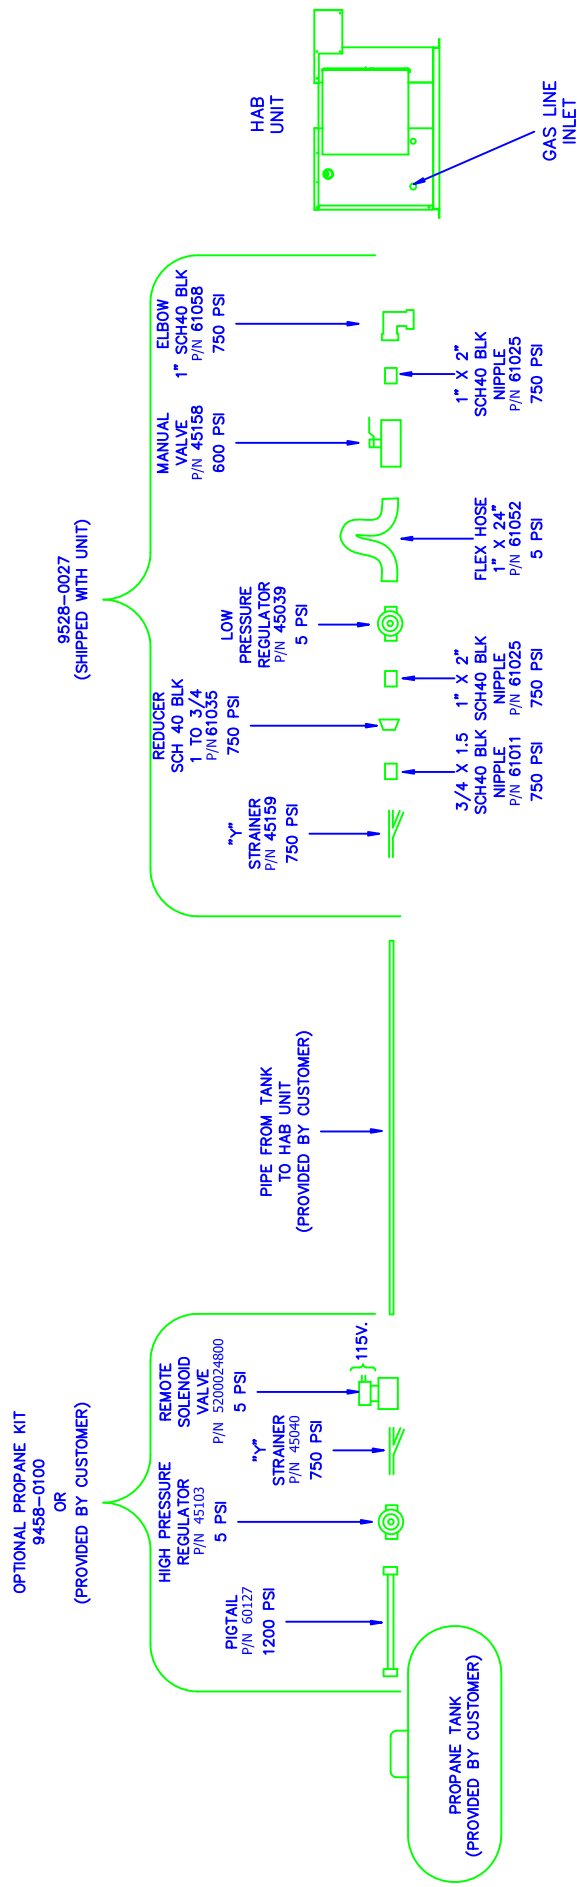 OPTIONAL PROPANE KIT
9458-0100
OR
(PROVIDED BY CUSTOMER)
PROPANE TANK
(PROVIDED BY CUSTOMER)
PIGTAIL
P/N 60127
1200 PSI
HIGH PRESSURE
REGULATOR
P/N 45103
5 PSI
"Y"
STRAINER
P/N 45040
750 PSI
REMOTE
SOLENOID
VALVE
P/N 5200024800
5 PSI
115V.
PIPE FROM TANK
TO HAB UNIT
(PROVIDED BY CUSTOMER)
9528-0027
(SHIPPED WITH UNIT)
"Y"
STRAINER
P/N 45159
750 PSI
3/4 X 1.5
SCH40 BLK
NIPPLE
P/N 61011
750 PSI
REDUCER
SCH 40 BLK
1 TO 3/4
P/N 61035
750 PSI
1" X 2"
SCH40 BLK
NIPPLE
P/N 61025
750 PSI
LOW
PRESSURE
REGULATOR
P/N 45039
5 PSI
FLEX HOSE
1" X 24"
P/N 61052
5 PSI
MANUAL
VALVE
P/N 45158
600 PSI
1" X 2"
SCH40 BLK
NIPPLE
P/N 61025
750 PSI
ELBOW
1" SCH40 BLK
P/N 61058
750 PSI
HAB
UNIT
GAS LINE
INLET